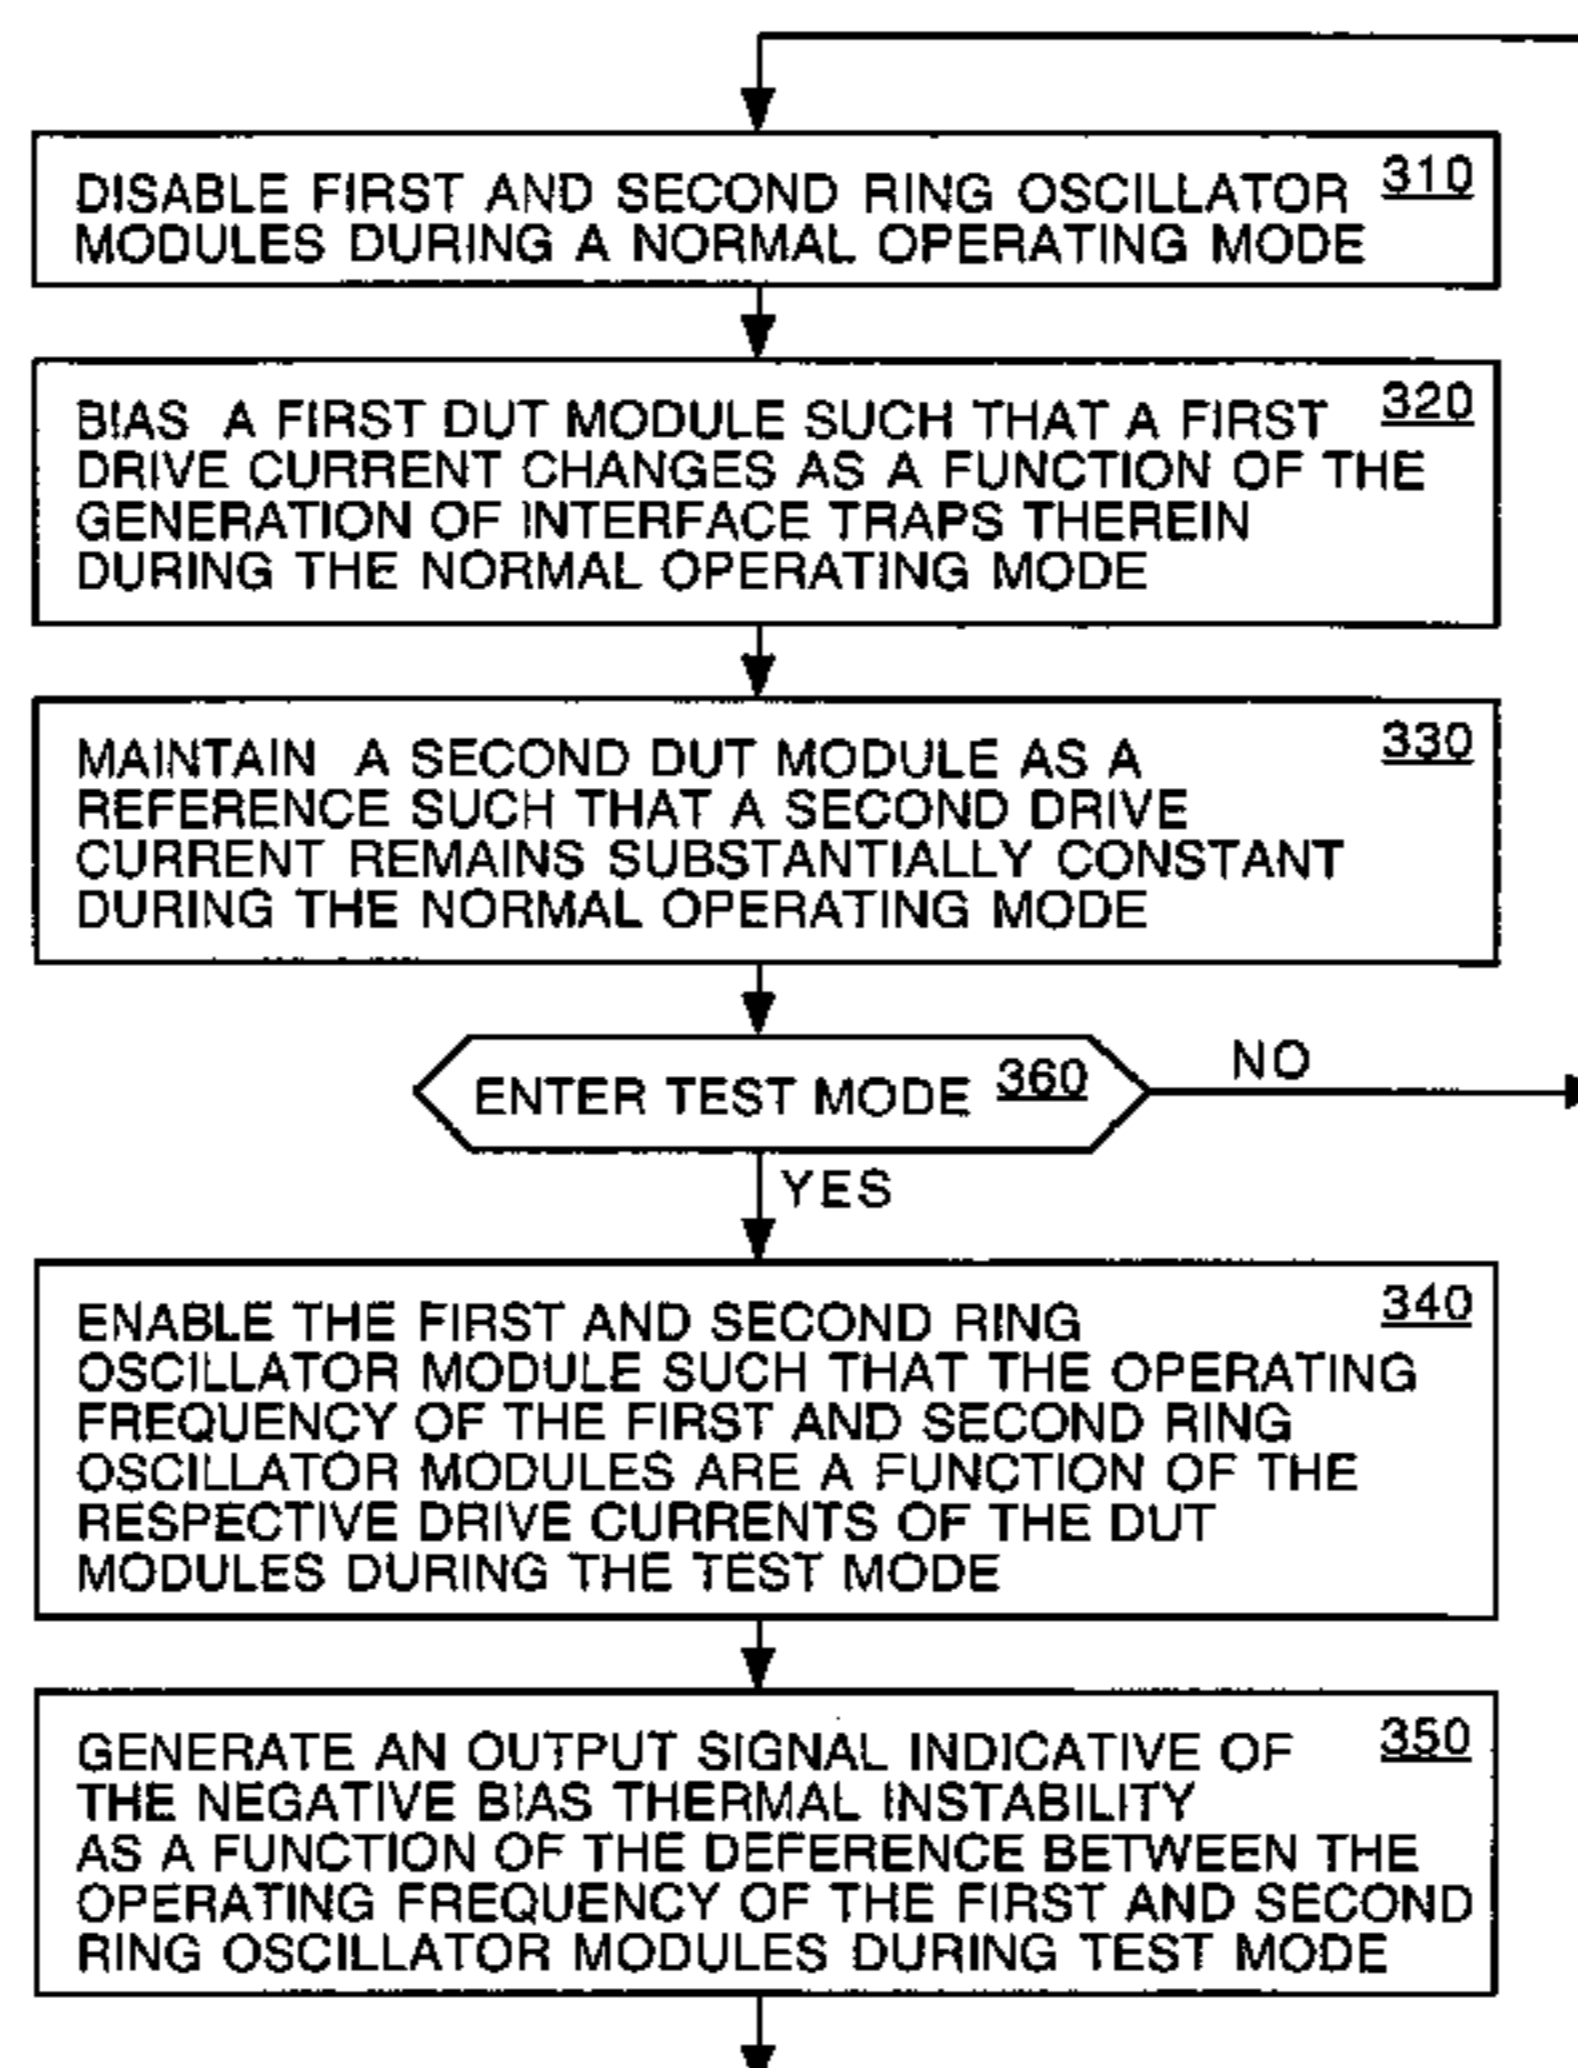 DISABLE FIRST AND SECOND RING OSCILLATOR 310
MODULES DURING A NORMAL OPERATING MODE
BIAS A FIRST DUT MODULE SUCH THAT A FIRST 320
DRIVE CURRENT CHANGES AS A FUNCTION OF THE
GENERATION OF INTERFACE TRAPS THEREIN
DURING THE NORMAL OPERATING MODE
MAINTAIN A SECOND DUT MODULE AS A 330
REFERENCE SUCH THAT A SECOND DRIVE
CURRENT REMAINS SUBSTANTIALLY CONSTANT
DURING THE NORMAL OPERATING MODE
ENTER TEST MODE 360
NO
YES
ENABLE THE FIRST AND SECOND RING 340
OSCILLATOR MODULE SUCH THAT THE OPERATING
FREQUENCY OF THE FIRST AND SECOND RING
OSCILLATOR MODULES ARE A FUNCTION OF THE
RESPECTIVE DRIVE CURRENTS OF THE DUT
MODULES DURING THE TEST MODE
GENERATE AN OUTPUT SIGNAL INDICATIVE OF 350
THE NEGATIVE BIAS THERMAL INSTABILITY
AS A FUNCTION OF THE DEFERENCE BETWEEN THE
OPERATING FREQUENCY OF THE FIRST AND SECOND
RING OSCILLATOR MODULES DURING TEST MODE